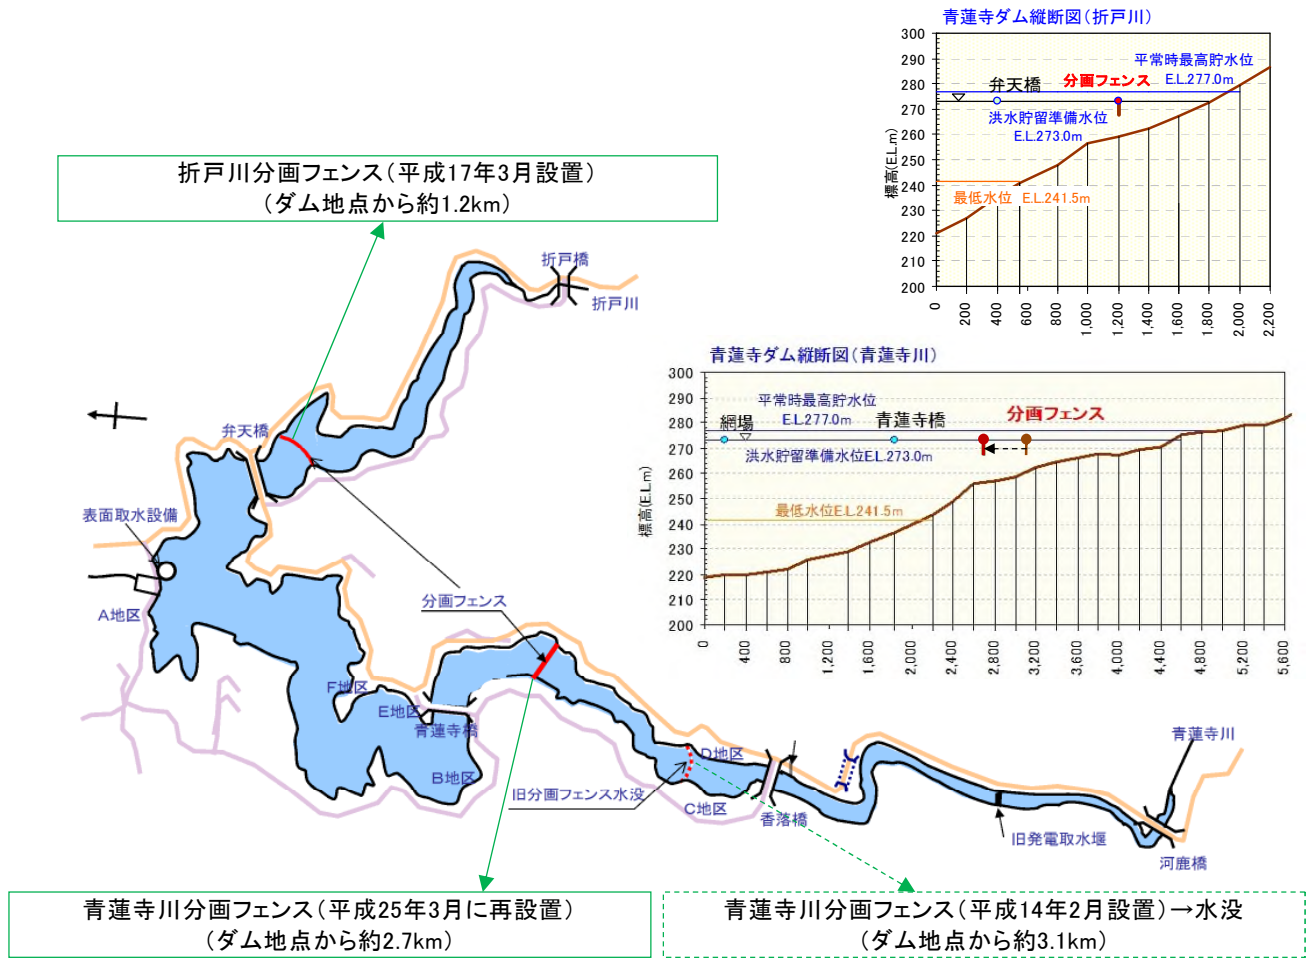 青蓮寺ダム縦断図(折戸川)
300
290
280
270
260
250
240
230
220
210
200
標高(E.L.m)
平常時最高貯水位
E.L.277.0m
弁天橋
分画フェンス
洪水貯留準備水位
E.L.273.0m
最低水位 E.L.241.5m
0
200
400
600
800
1,000
1,200
1,400
1,600
1,800
2,000
2,200
折戸川分画フェンス(平成17年3月設置)
(ダム地点から約1.2km)
折戸橋
折戸川
弁天橋
表面取水設備
A地区
分画フェンス
F地区
E地区
青蓮寺橋
B地区
旧分画フェンス水没
D地区
C地区
香落橋
旧発電取水堰
青蓮寺川
河鹿橋
青蓮寺ダム縦断図(青蓮寺川)
300
290
280
270
260
250
240
230
220
210
200
標高(E.L.m)
平常時最高貯水位
E.L.277.0m
網場
青蓮寺橋
分画フェンス
洪水貯留準備水位E.L.273.0m
最低水位E.L.241.5m
0
400
800
1,200
1,600
2,000
2,400
2,800
3,200
3,600
4,000
4,400
4,800
5,200
5,600
青蓮寺川分画フェンス(平成25年3月に再設置)
(ダム地点から約2.7km)
青蓮寺川分画フェンス(平成14年2月設置)→水没
(ダム地点から約3.1km)